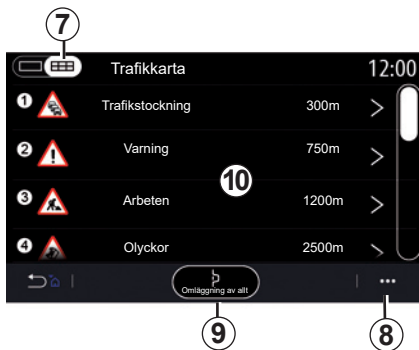 7
Trafikkarta 12:00
1 Trafikstockning 300m
2 Varning 750m
10
3 Arbeten 1200m
4 Olyckor 2500m
Omläggning av allt
9 8